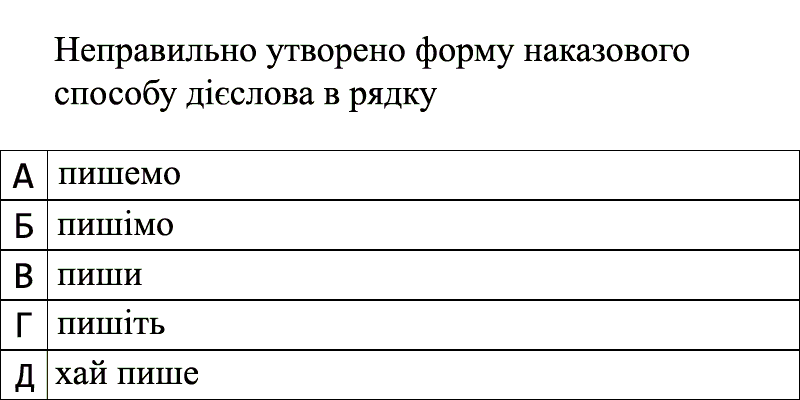 Неправильно утворено форму наказового
способу дієслова в рядку
А пишемо
Б пишімо
В пиши
Г пишіть
Д хай пише